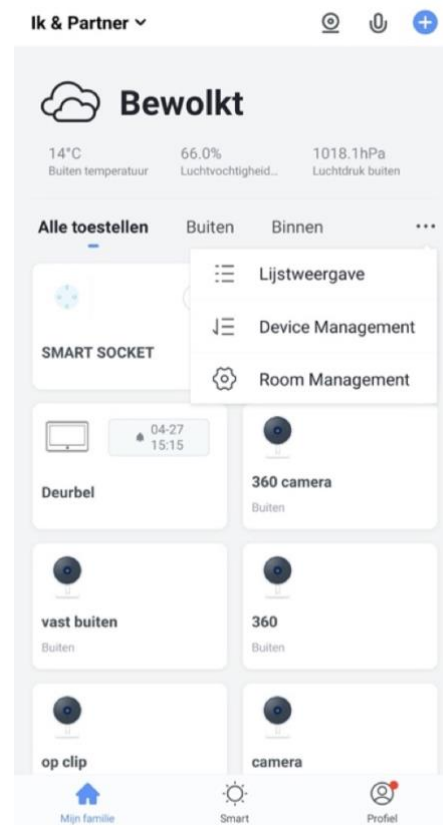 Ik & Partner
Bewolkt
14°C
66.0%
1018.1hPa
Buiten temperatuur
Luchtvochtigheid...
Luchtdruk buiten
Alle toestellen
Buiten
Binnen
Lijstweergave
Device Management
Room Management
SMART SOCKET
04-27
15:15
Deurbel
360 camera
Buiten
vast buiten
Buiten
360
Buiten
op clip
camera
Mijn familie
Smart
Profiel